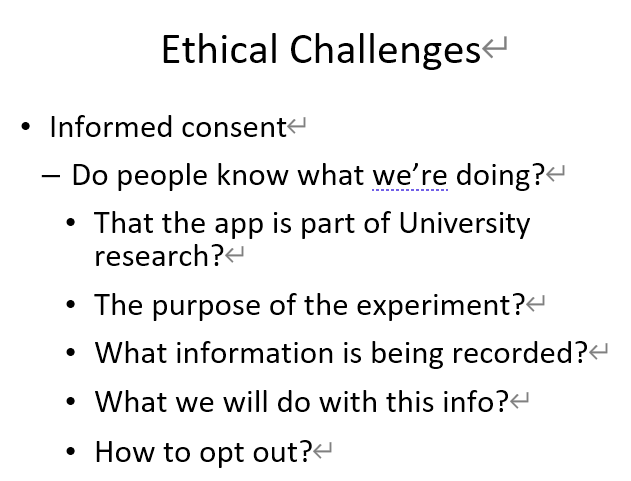 Ethical Challenges
• Informed consent
– Do people know what we're doing?
• That the app is part of University
research?
• The purpose of the experiment?
• What information is being recorded?
• What we will do with this info?
• How to opt out?